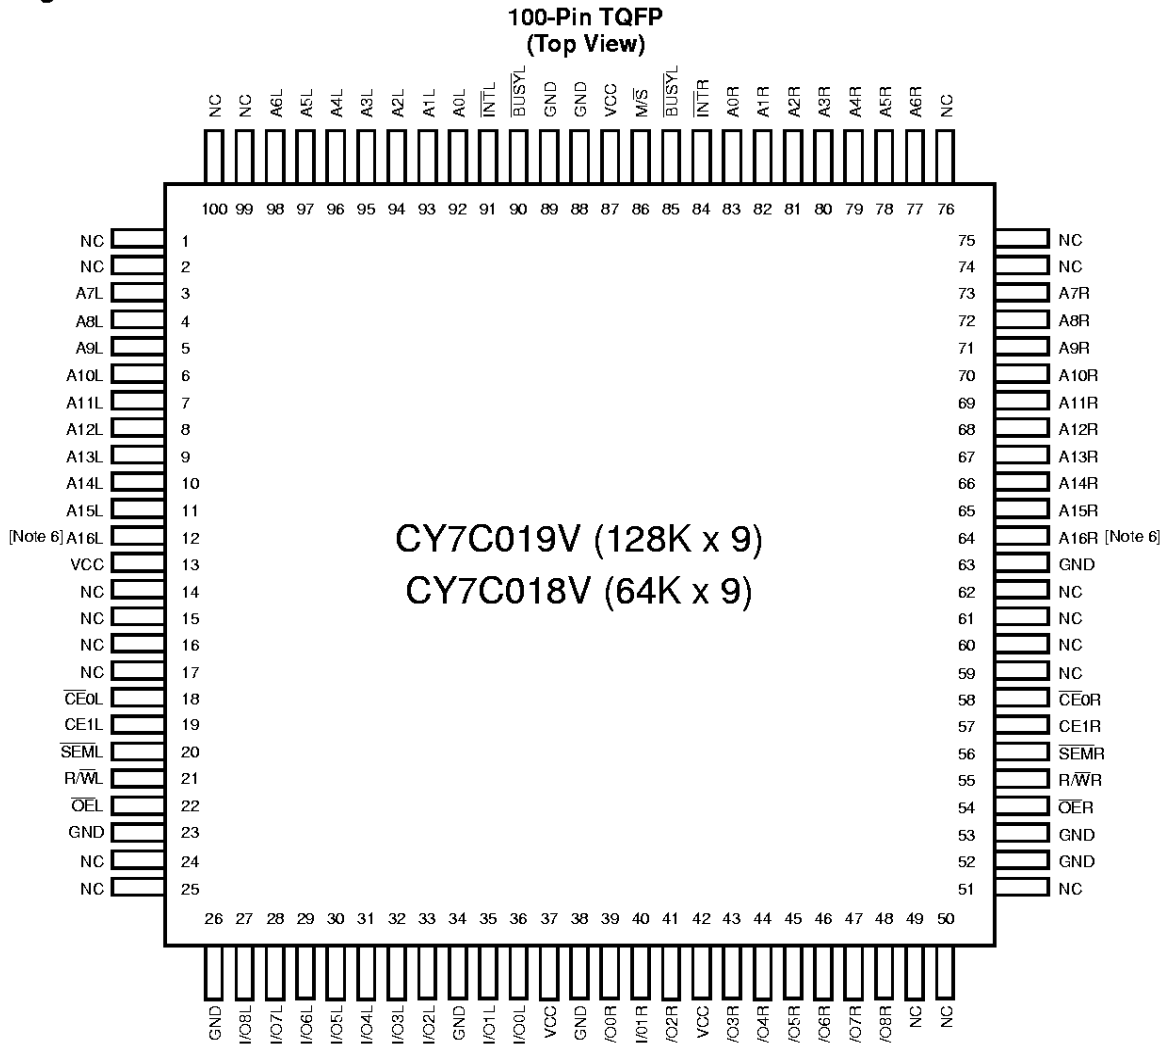 100-Pin TQFP
(Top View)
NC NC A6L A5L A4L A3L A2L A1L A0L INTL BUSYL GND GND VCC M/S BUSYL INTR A0R A1R A2R A3R A4R A5R A6R NC
100 99 98 97 96 95 94 93 92 91 90 89 88 87 86 85 84 83 82 81 80 79 78 77 76
NC 1 75 NC
NC 2 74 NC
A7L 3 73 A7R
A8L 4 72 A8R
A9L 5 71 A9R
A10L 6 70 A10R
A11L 7 69 A11R
A12L 8 68 A12R
A13L 9 67 A13R
A14L 10 66 A14R
A15L 11 65 A15R
[Note 6] A16L 12 64 A16R [Note 6]
CY7C019V (128K x 9)
VCC 13 63 GND
NC 14 62 NC
CY7C018V (64K x 9)
NC 15 61 NC
NC 16 60 NC
NC 17 59 NC
CE0L 18 58 CE0R
CE1L 19 57 CE1R
SEML 20 56 SEMR
R/WL 21 55 R/WR
OEL 22 54 OER
GND 23 53 GND
NC 24 52 GND
NC 25 51 NC
26 27 28 29 30 31 32 33 34 35 36 37 38 39 40 41 42 43 44 45 46 47 48 49 50
GND I/O8L I/O7L I/O6L I/O5L I/O4L I/O3L I/O2L GND I/O1L I/O0L VCC GND /O0R I/01R /O2R VCC /O3R /O4R /O5R /O6R /O7R /O8R NC NC